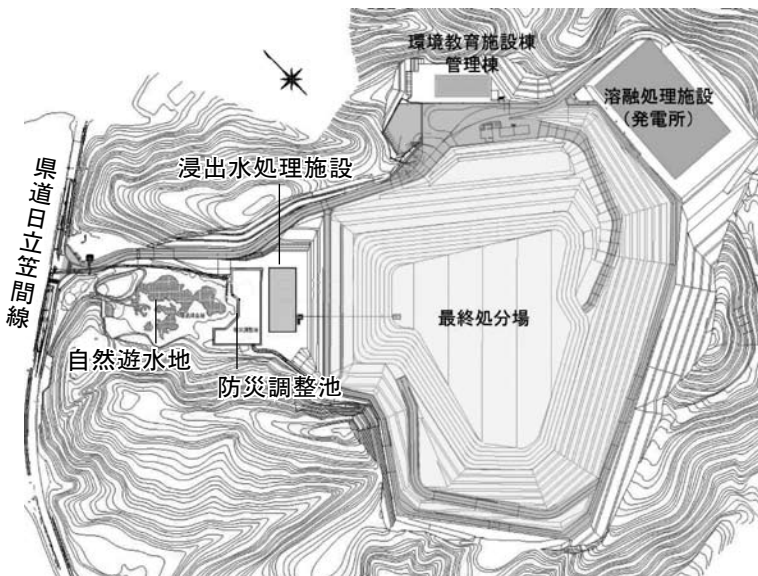 環境教育施設棟
管理棟
溶融処理施設
（発電所）
浸出水処理施設
県道日立笠間線
最終処分場
自然遊水地
防災調整池